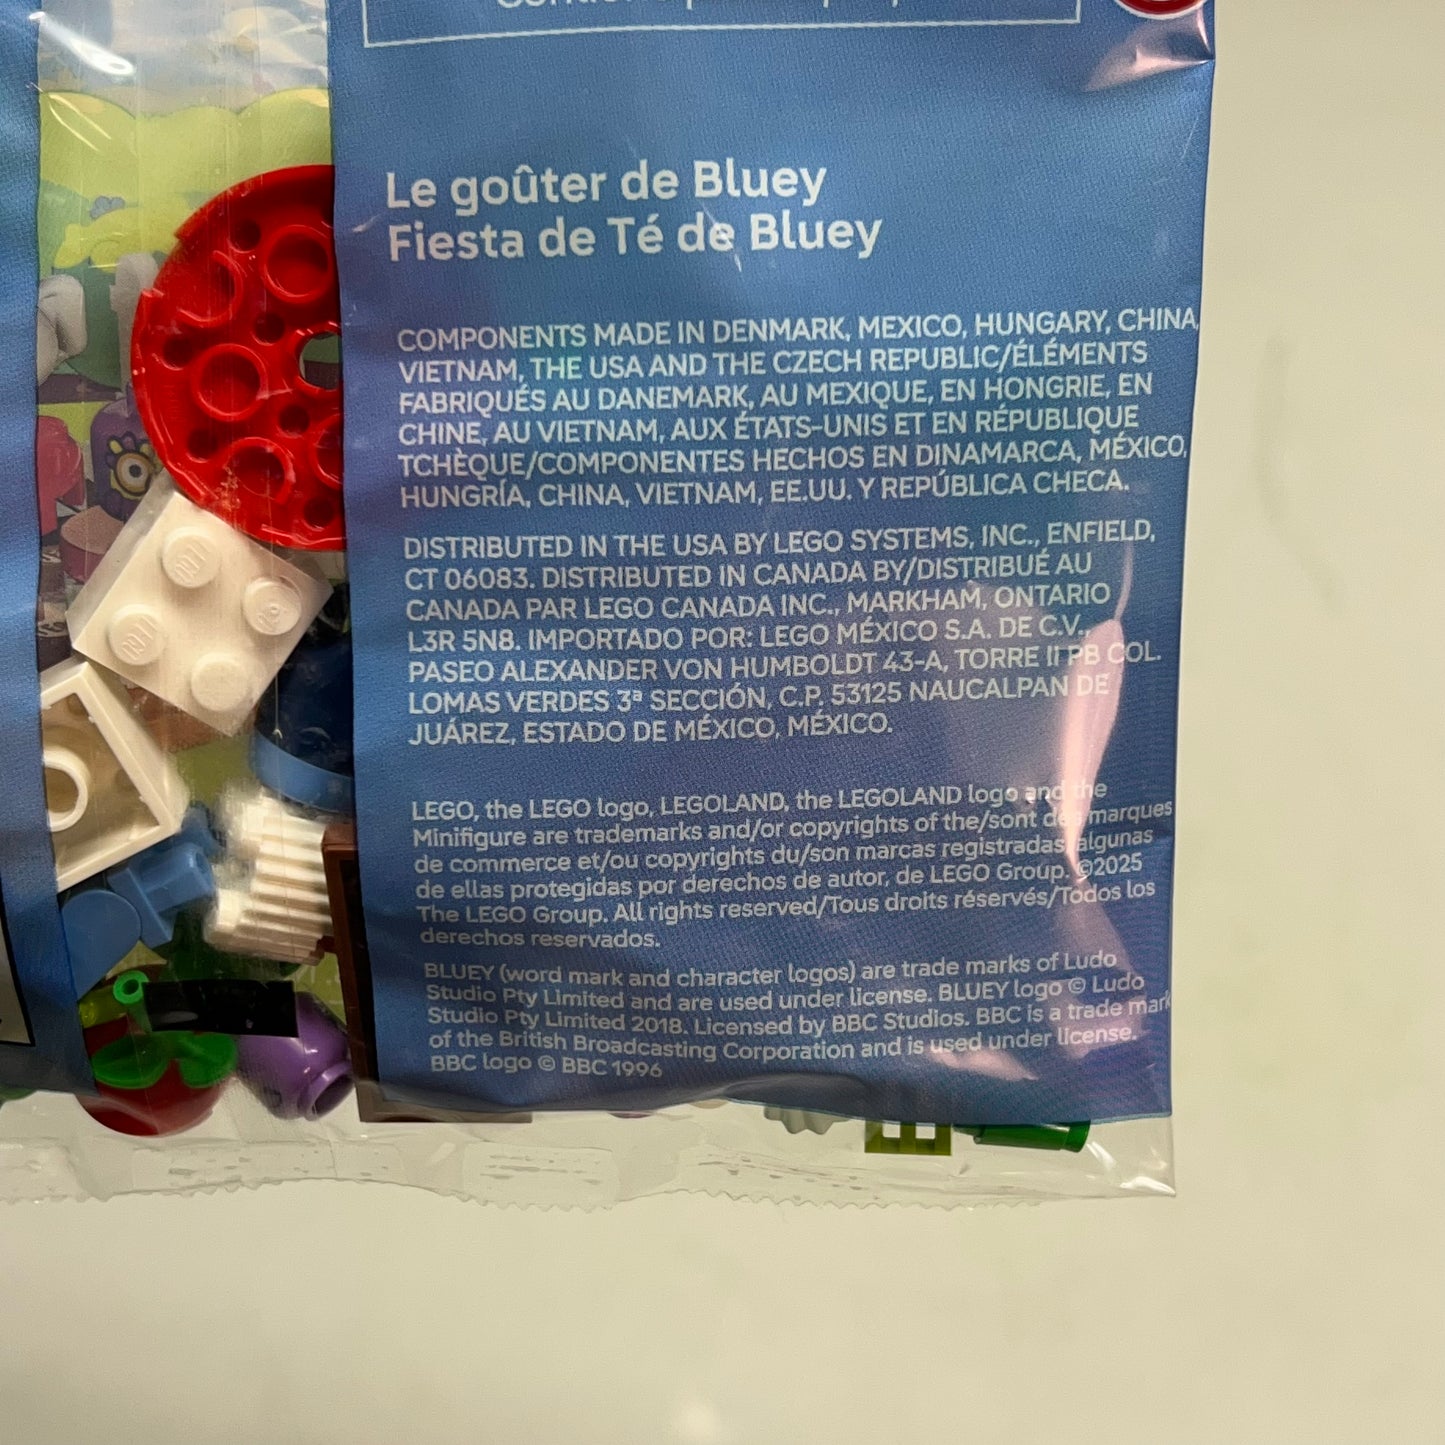 Le goûter de Bluey
Fiesta de Té de Bluey
COMPONENTS MADE IN DENMARK, MEXICO, HUNGARY, CHINA,
VIETNAM, THE USA AND THE CZECH REPUBLIC/ÉLÉMENTS
FABRIQUÉS AU DANEMARK, AU MEXIQUE, EN HONGRIE, EN
CHINE, AU VIETNAM, AUX ÉTATS-UNIS ET EN RÉPUBLIQUE
TCHÈQUE/COMPONENTES HECHOS EN DINAMARCA, MÉXICO,
HUNGRÍA, CHINA, VIETNAM, EE.UU. Y REPÚBLICA CHECA.
DISTRIBUTED IN THE USA BY LEGO SYSTEMS, INC., ENFIELD,
CT 06083. DISTRIBUTED IN CANADA BY/DISTRIBUÉ AU
CANADA PAR LEGO CANADA INC., MARKHAM, ONTARIO
L3R 5N8. IMPORTADO POR: LEGO MÉXICO S.A. DE C.V.,
PASEO ALEXANDER VON HUMBOLDT 43-A, TORRE II PB COL.
LOMAS VERDES 3ª SECCIÓN, C.P. 53125 NAUCALPAN DE
JUÁREZ, ESTADO DE MÉXICO, MÉXICO.
LEGO, the LEGO logo, LEGOLAND, the LEGOLAND logo and the
Minifigure are trademarks and/or copyrights of the/sont des marques
de commerce et/ou copyrights du/son marcas registradas, algunas
de ellas protegidas por derechos de autor, de LEGO Group. ©2025
The LEGO Group. All rights reserved/Tous droits réservés/Todos los
derechos reservados.
BLUEY (word mark and character logos) are trade marks of Ludo
Studio Pty Limited and are used under license. BLUEY logo © Ludo
Studio Pty Limited 2018. Licensed by BBC Studios. BBC is a trade mark
of the British Broadcasting Corporation and is used under license.
BBC logo © BBC 1996